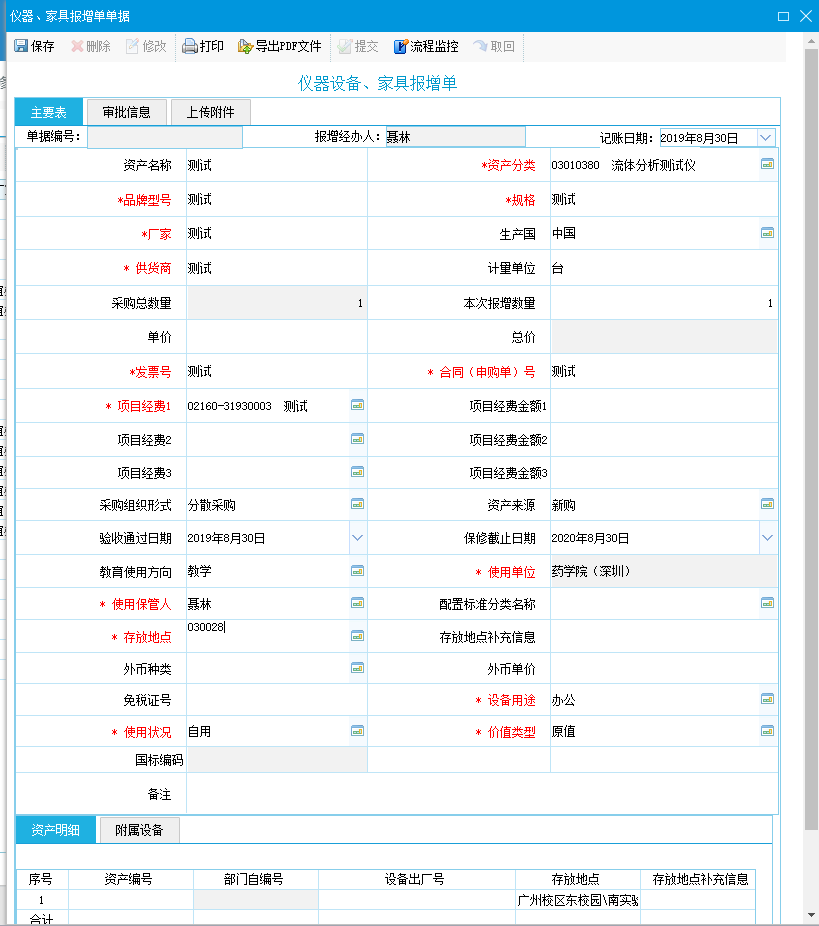 仪器、家具报增单单据
保存 删除 修改 打印 导出PDF文件 提交 流程监控 取回
仪器设备、家具报增单
主要表 审批信息 上传附件
单据编号: 报增经办人: 聂林 记账日期: 2019年8月30日
资产名称 测试 *资产分类 03010380 流体分析测试仪
*品牌型号 测试 *规格 测试
*厂家 测试 生产国 中国
* 供货商 测试 计量单位 台
采购总数量 1 本次报增数量 1
单价 总价
*发票号 测试 * 合同（申购单）号 测试
* 项目经费1 02160-31930003 测试 项目经费金额1
项目经费2 项目经费金额2
项目经费3 项目经费金额3
采购组织形式 分散采购 资产来源 新购
验收通过日期 2019年8月30日 保修截止日期 2020年8月30日
教育使用方向 教学 * 使用单位 药学院（深圳）
* 使用保管人 聂林 配置标准分类名称
* 存放地点 030028 存放地点补充信息
外币种类 外币单价
免税证号 * 设备用途 办公
* 使用状况 自用 * 价值类型 原值
国标编码
备注
资产明细 附属设备
序号 资产编号 部门自编号 设备出厂号 存放地点 存放地点补充信息
1 广州校区东校园\南实验
合计